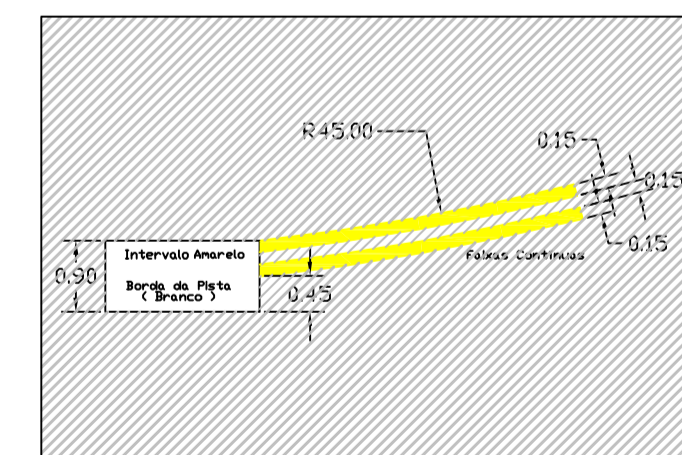 R45.00
0.15
0.15
0.15
Intervalo Amarelo
Borda da Pista
( Branco )
0.90
0.45
Faixas Continuas